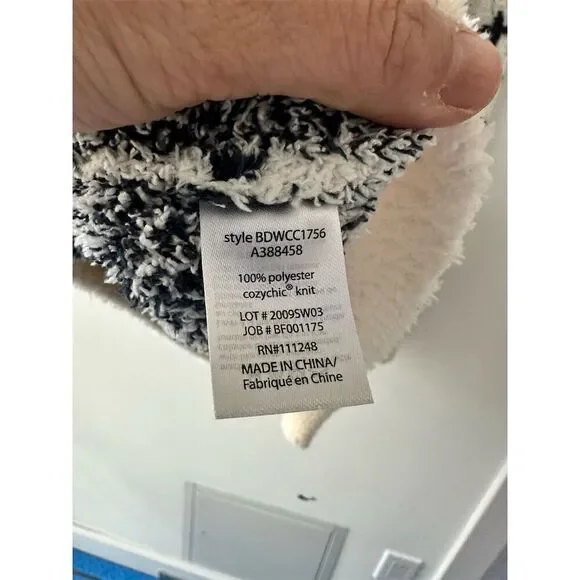 style BDWCC1756
A388458
100% polyester
cozychic® knit
LOT # 2009SW03
JOB # BF001175
RN#111248
MADE IN CHINA/
Fabriqué en Chine